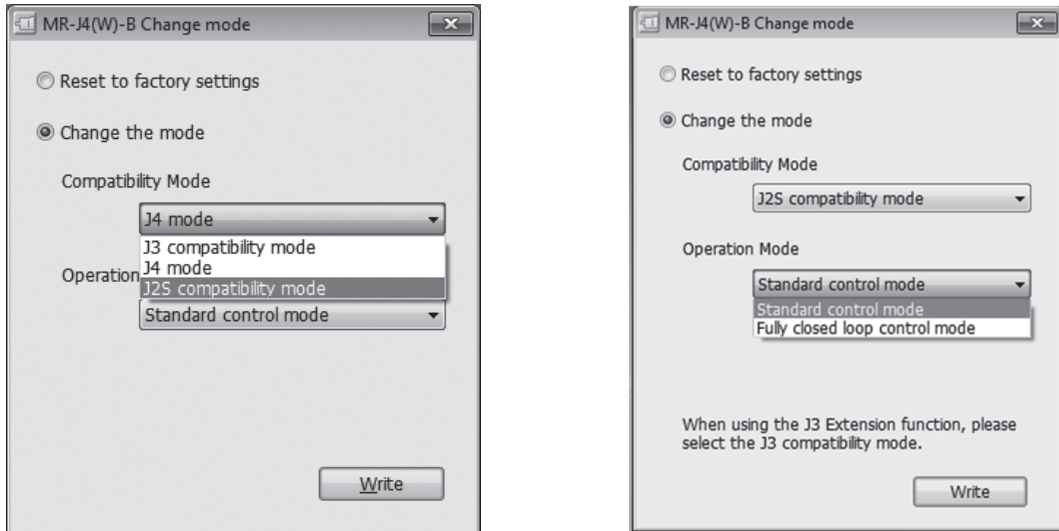 MR-J4(W)-B Change mode
Reset to factory settings
Change the mode
Compatibility Mode
J4 mode
J3 compatibility mode
J4 mode
Operation
J2S compatibility mode
Standard control mode
Write
MR-J4(W)-B Change mode
Reset to factory settings
Change the mode
Compatibility Mode
J2S compatibility mode
Operation Mode
Standard control mode
Standard control mode
Fully closed loop control mode
When using the J3 Extension function, please
select the J3 compatibility mode.
Write